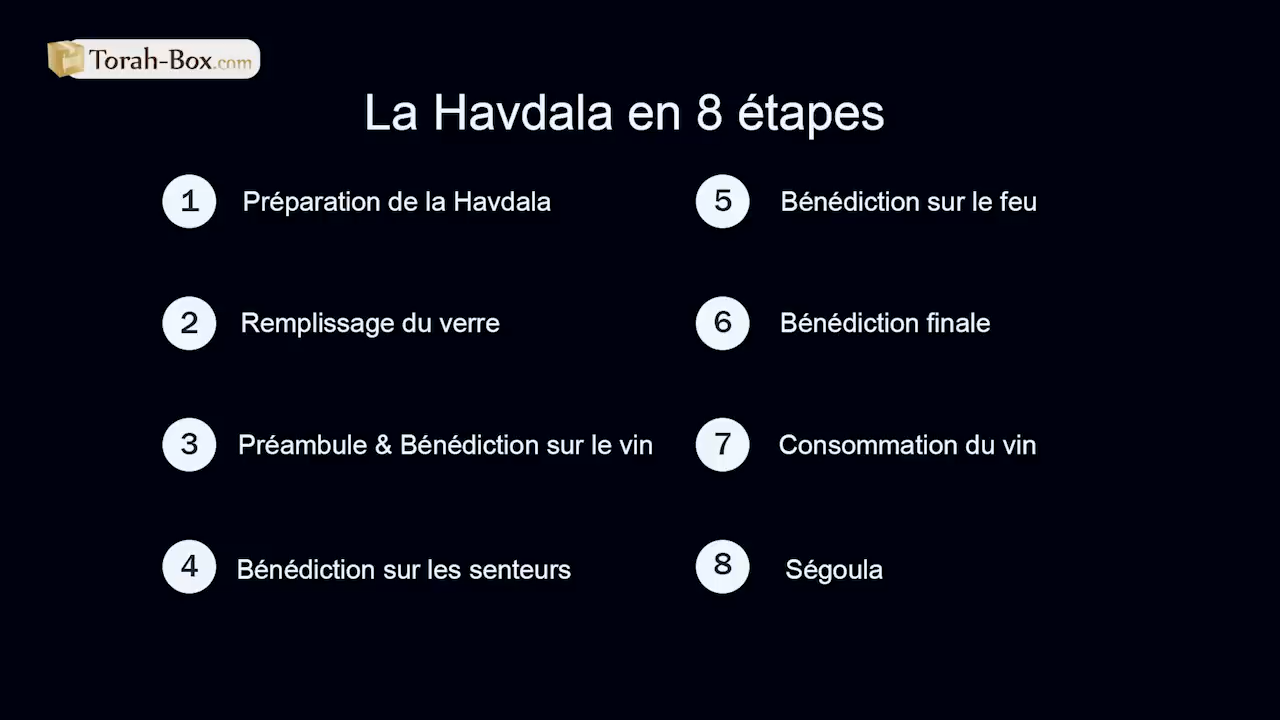 Torah-Box.com
La Havdala en 8 étapes
1 Préparation de la Havdala
2 Remplissage du verre
3 Préambule & Bénédiction sur le vin
4 Bénédiction sur les senteurs
5 Bénédiction sur le feu
6 Bénédiction finale
7 Consommation du vin
8 Ségoula